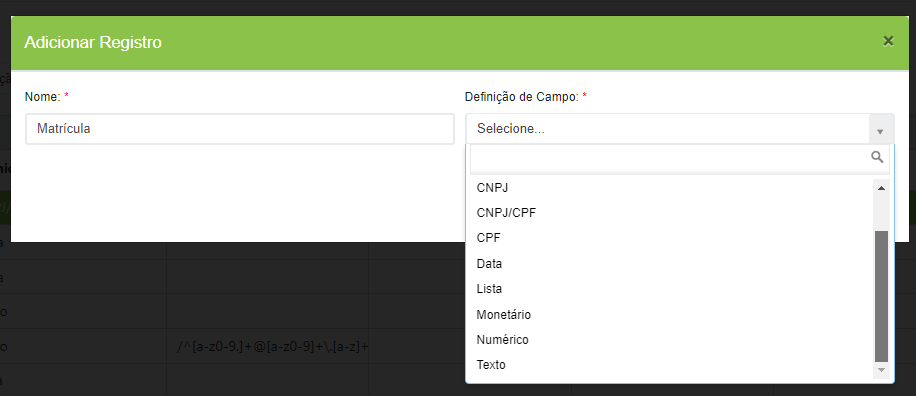 Adicionar Registro ×
Nome: * Definição de Campo: *
Matrícula Selecione...
CNPJ
CNPJ/CPF
CPF
Data
Lista
Monetário
Numérico
Texto
/^[a-z0-9.]+@[a-z0-9]+\.[a-z]+